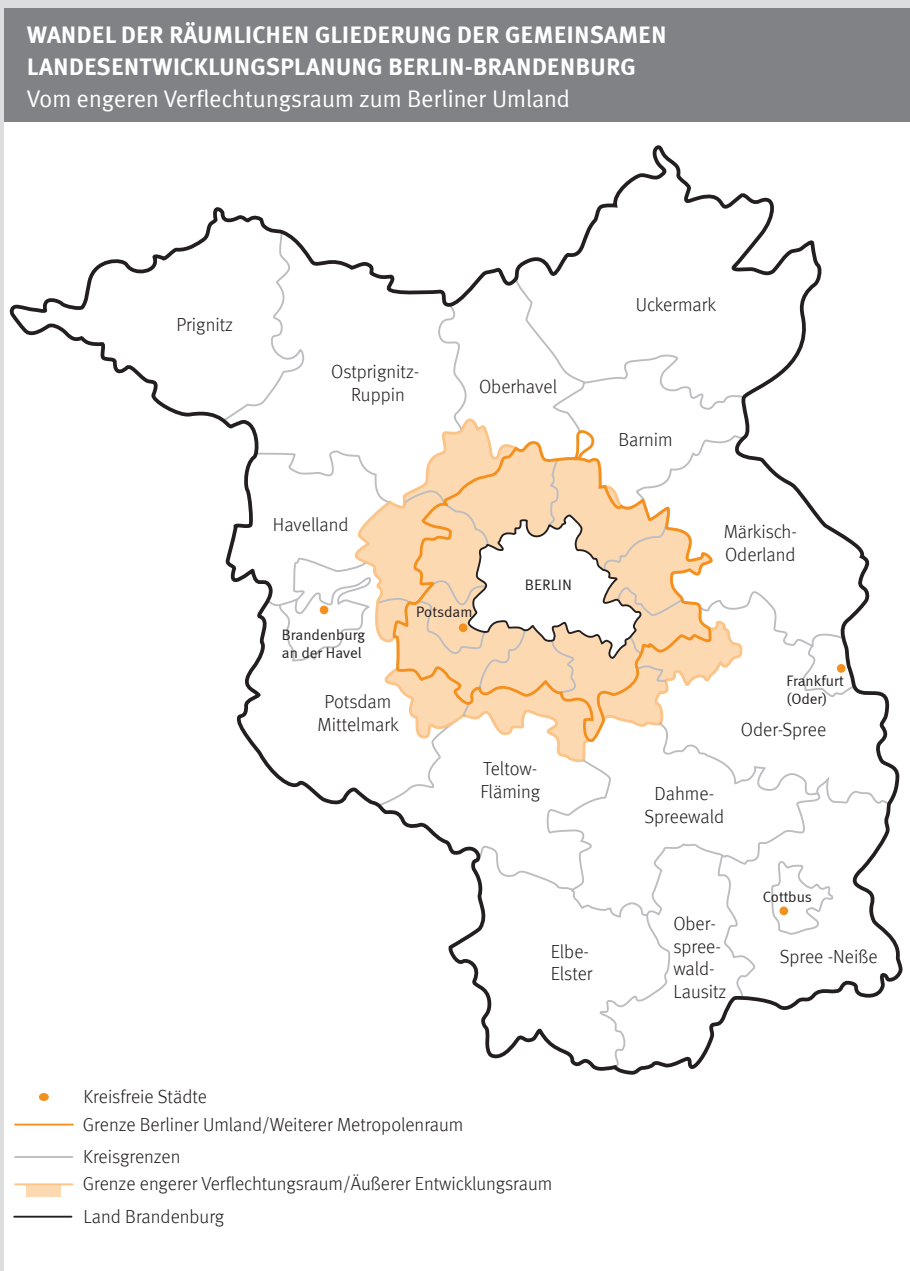 WANDEL DER RÄUMLICHEN GLIEDERUNG DER GEMEINSAMEN
LANDESENTWICKLUNGSPLANUNG BERLIN-BRANDENBURG
Vom engeren Verflechtungsraum zum Berliner Umland
Uckermark
Prignitz
Ostprignitz-
Ruppin
Oberhavel
Barnim
Havelland
Märkisch-
Oderland
BERLIN
Potsdam
Brandenburg
an der Havel
Frankfurt
(Oder)
Potsdam
Mittelmark
Oder-Spree
Teltow-
Fläming
Dahme-
Spreewald
Cottbus
Elbe-
Elster
Ober-
spree-
wald-
Lausitz
Spree -Neiße
Kreisfreie Städte
Grenze Berliner Umland/Weiterer Metropolenraum
Kreisgrenzen
Grenze engerer Verflechtungsraum/Äußerer Entwicklungsraum
Land Brandenburg